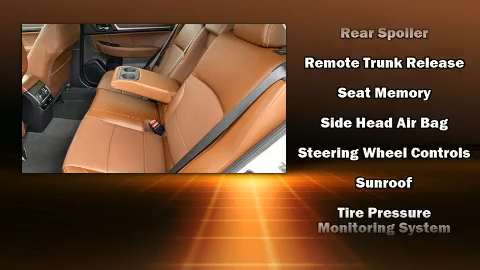 Rear Spoiler
Remote Trunk Release
Seat Memory
Side Head Air Bag
Steering Wheel Controls
Sunroof
Tire Pressure
Monitoring System